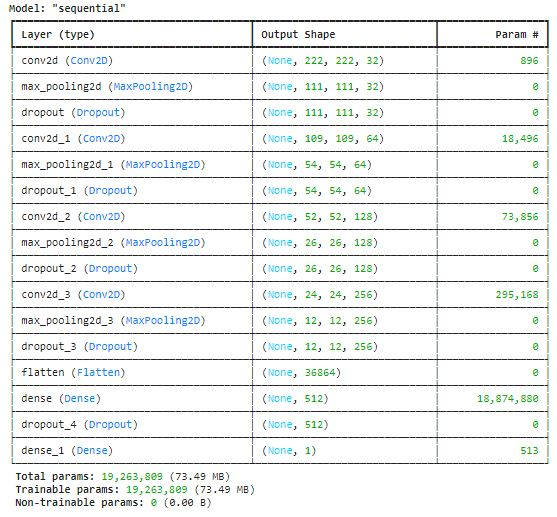 Model: "sequential"
Layer (type) Output Shape Param #
conv2d (Conv2D) (None, 222, 222, 32) 896
max_pooling2d (MaxPooling2D) (None, 111, 111, 32) 0
dropout (Dropout) (None, 111, 111, 32) 0
conv2d_1 (Conv2D) (None, 109, 109, 64) 18,496
max_pooling2d_1 (MaxPooling2D) (None, 54, 54, 64) 0
dropout_1 (Dropout) (None, 54, 54, 64) 0
conv2d_2 (Conv2D) (None, 52, 52, 128) 73,856
max_pooling2d_2 (MaxPooling2D) (None, 26, 26, 128) 0
dropout_2 (Dropout) (None, 26, 26, 128) 0
conv2d_3 (Conv2D) (None, 24, 24, 256) 295,168
max_pooling2d_3 (MaxPooling2D) (None, 12, 12, 256) 0
dropout_3 (Dropout) (None, 12, 12, 256) 0
flatten (Flatten) (None, 36864) 0
dense (Dense) (None, 512) 18,874,880
dropout_4 (Dropout) (None, 512) 0
dense_1 (Dense) (None, 1) 513
Total params: 19,263,809 (73.49 MB)
Trainable params: 19,263,809 (73.49 MB)
Non-trainable params: 0 (0.00 B)